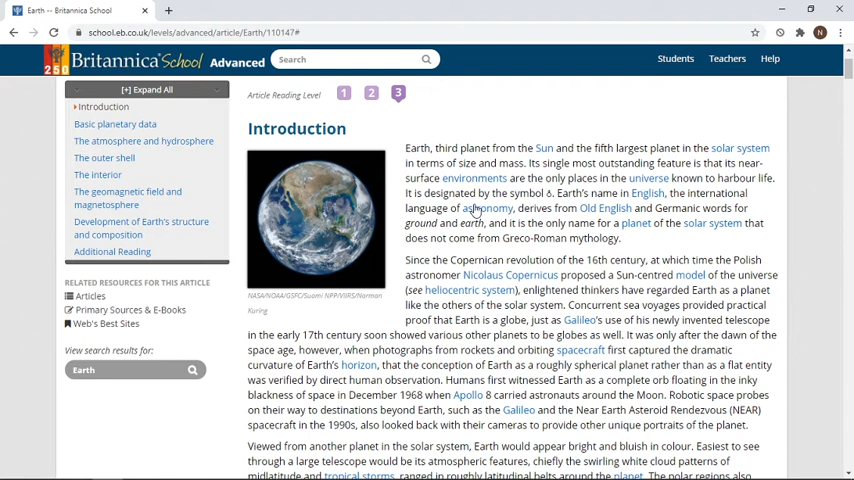 Earth -- Britannica School
school.eb.co.uk/levels/advanced/article/Earth/110147#
N
250
Britannica School Advanced
Search
Students Teachers Help
[+] Expand All
Introduction
Basic planetary data
The atmosphere and hydrosphere
The outer shell
The interior
The geomagnetic field and
magnetosphere
Development of Earth's structure
and composition
Additional Reading
RELATED RESOURCES FOR THIS ARTICLE
Articles
Primary Sources & E-Books
Web's Best Sites
View search results for:
Earth
Article Reading Level 1 2 3
Introduction
NASA/NOAA/GSFC/Suomi NPP/VIIRS/Norman
Kuring
Earth, third planet from the Sun and the fifth largest planet in the solar system
in terms of size and mass. Its single most outstanding feature is that its near-
surface environments are the only places in the universe known to harbour life.
It is designated by the symbol ♁. Earth's name in English, the international
language of astronomy, derives from Old English and Germanic words for
ground and earth, and it is the only name for a planet of the solar system that
does not come from Greco-Roman mythology.
Since the Copernican revolution of the 16th century, at which time the Polish
astronomer Nicolaus Copernicus proposed a Sun-centred model of the universe
(see heliocentric system), enlightened thinkers have regarded Earth as a planet
like the others of the solar system. Concurrent sea voyages provided practical
proof that Earth is a globe, just as Galileo's use of his newly invented telescope
in the early 17th century soon showed various other planets to be globes as well. It was only after the dawn of the
space age, however, when photographs from rockets and orbiting spacecraft first captured the dramatic
curvature of Earth's horizon, that the conception of Earth as a roughly spherical planet rather than as a flat entity
was verified by direct human observation. Humans first witnessed Earth as a complete orb floating in the inky
blackness of space in December 1968 when Apollo 8 carried astronauts around the Moon. Robotic space probes
on their way to destinations beyond Earth, such as the Galileo and the Near Earth Asteroid Rendezvous (NEAR)
spacecraft in the 1990s, also looked back with their cameras to provide other unique portraits of the planet.
Viewed from another planet in the solar system, Earth would appear bright and bluish in colour. Easiest to see
through a large telescope would be its atmospheric features, chiefly the swirling white cloud patterns of
midlatitude and tropical storms, ranged in roughly latitudinal belts around the planet. The polar regions also